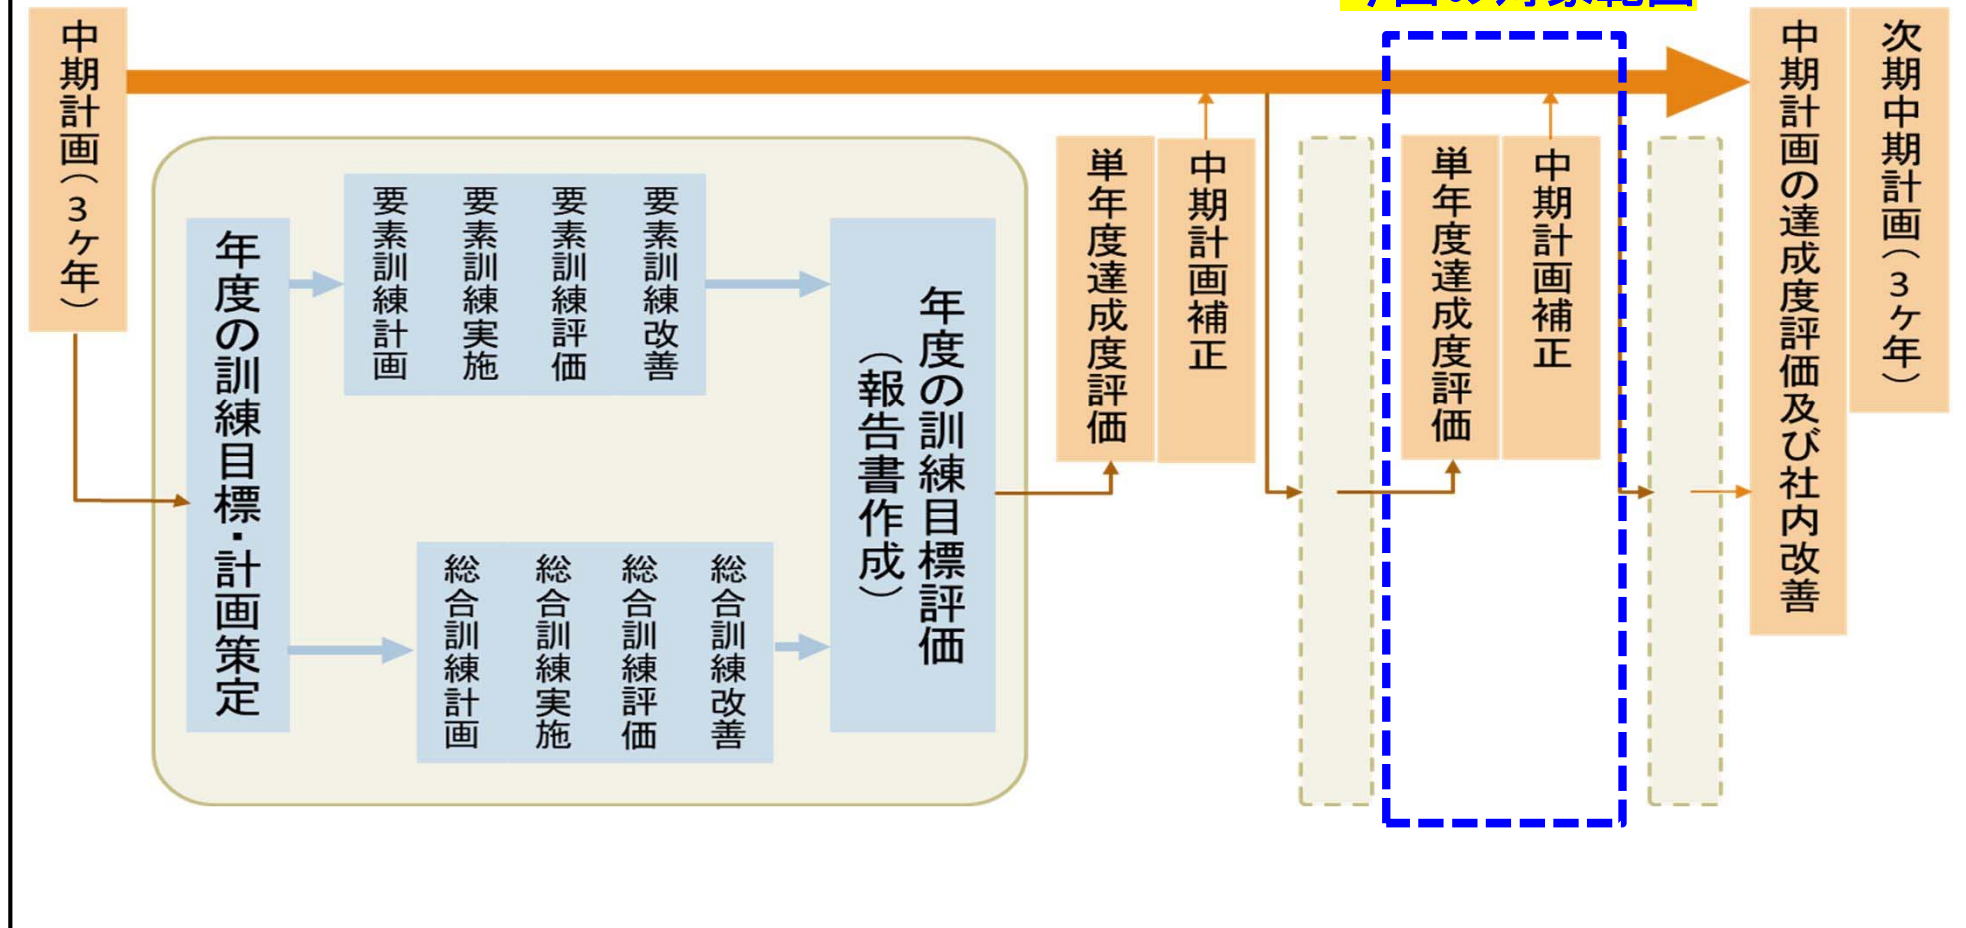 今回の対象範囲
中期計画(3ヶ年)
年度の訓練目標・計画策定
要素訓練計画
要素訓練実施
要素訓練評価
要素訓練改善
総合訓練計画
総合訓練実施
総合訓練評価
総合訓練改善
年度の訓練目標評価
(報告書作成)
単年度達成度評価
中期計画補正
単年度達成度評価
中期計画補正
中期計画の達成度評価及び社内改善
次期中期計画(3ヶ年)